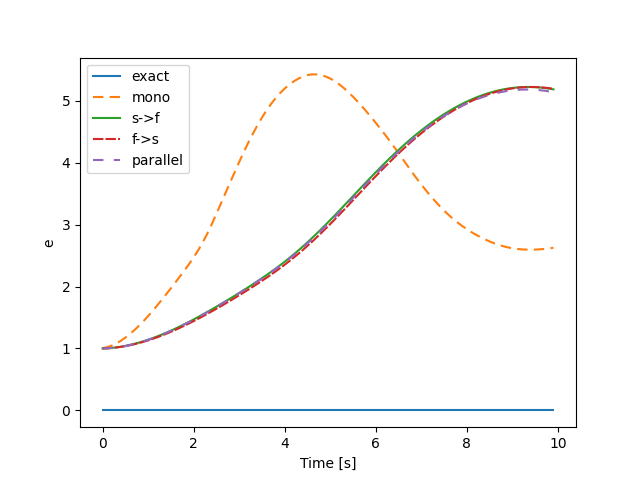 exact
mono
s->f
f->s
parallel
5
4
3
2
1
0
e
0 2 4 6 8 10
Time [s]